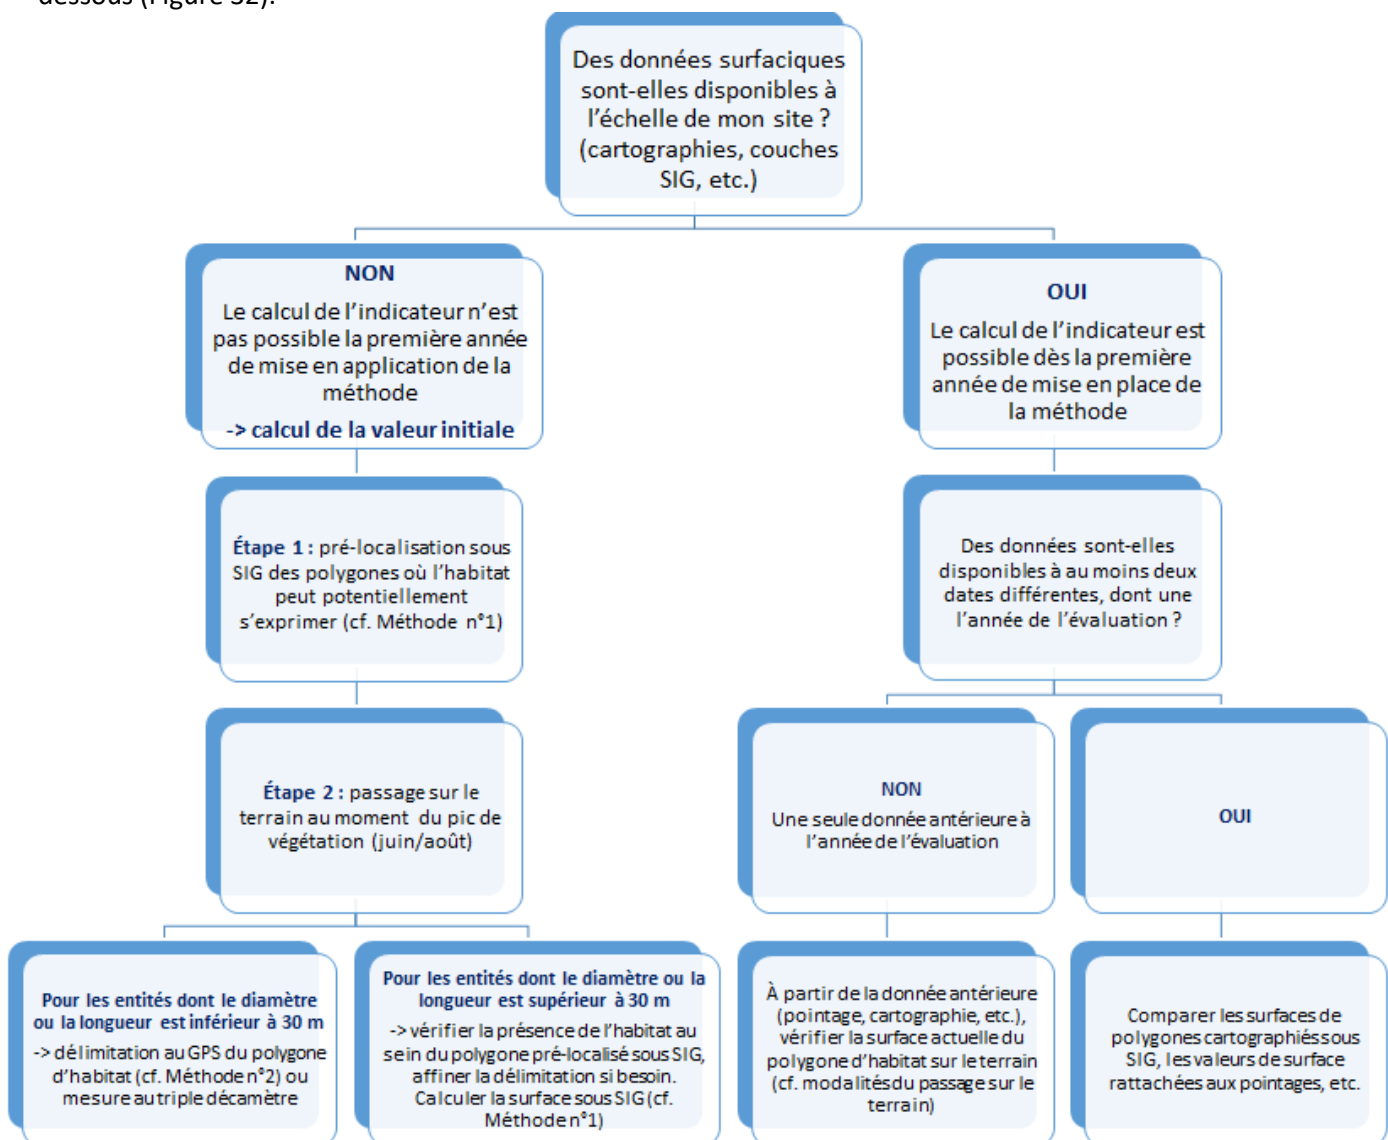 dessous (Figure 32).
Des données surfaciques
sont-elles disponibles à
l'échelle de mon site ?
(cartographies, couches
SIG, etc.)
NON
Le calcul de l'indicateur n'est
pas possible la première année
de mise en application de la
méthode
-> calcul de la valeur initiale
OUI
Le calcul de l'indicateur est
possible dès la première
année de mise en place de
la méthode
Étape 1 : pré-localisation sous
SIG des polygones où l'habitat
peut potentiellement
s'exprimer (cf. Méthode n°1)
Des données sont-elles
disponibles à au moins deux
dates différentes, dont une
l'année de l'évaluation ?
Étape 2 : passage sur le
terrain au moment du pic de
végétation (juin/août)
NON
Une seule donnée antérieure à
l'année de l'évaluation
OUI
Pour les entités dont le diamètre
ou la longueur est inférieur à 30 m
-> délimitation au GPS du polygone
d'habitat (cf. Méthode n°2) ou
mesure au triple décamètre
Pour les entités dont le diamètre ou la
longueur est supérieur à 30 m
-> vérifier la présence de l'habitat au
sein du polygone pré-localisé sous SIG,
affiner la délimitation si besoin.
Calculer la surface sous SIG (cf.
Méthode n°1)
À partir de la donnée antérieure
(pointage, cartographie, etc.),
vérifier la surface actuelle du
polygone d'habitat sur le terrain
(cf. modalités du passage sur le
terrain)
Comparer les surfaces de
polygones cartographiés sous
SIG, les valeurs de surface
rattachées aux pointages, etc.